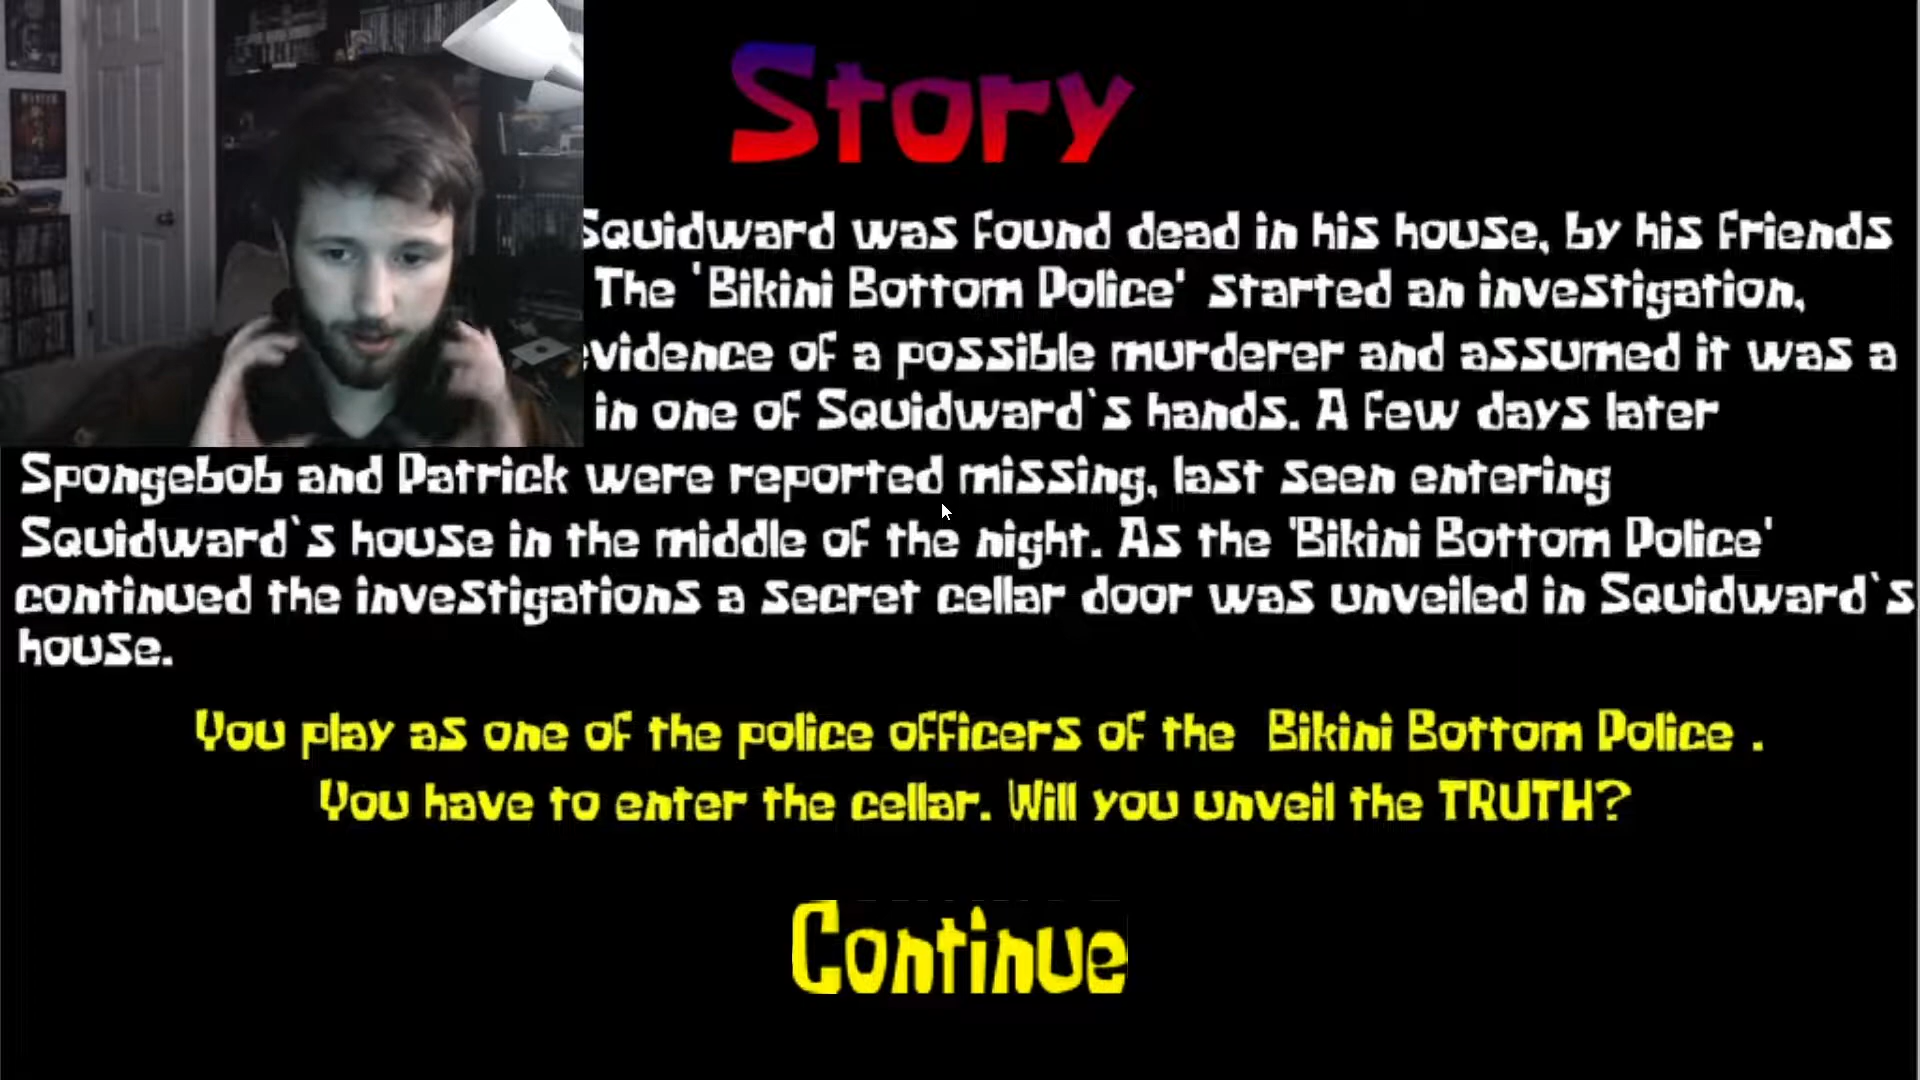 Story
Squidward was found dead in his house, by his friends
The 'Bikini Bottom Police' started an investigation,
evidence of a possible murderer and assumed it was a
in one of Squidward`s hands. A few days later
Spongebob and Patrick were reported missing, last seen entering
Squidward`s house in the middle of the night. As the 'Bikini Bottom Police'
continued the investigations a secret cellar door was unveiled in Squidward`s
house.
You play as one of the police officers of the Bikini Bottom Police .
You have to enter the cellar. Will you unveil the TRUTH?
Continue